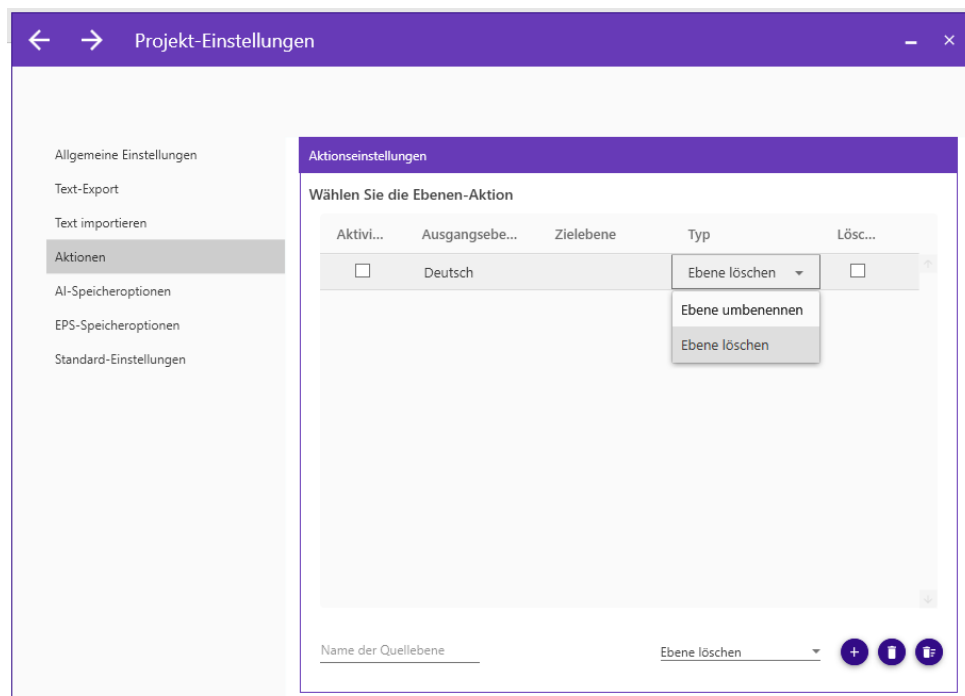 Projekt-Einstellungen
Allgemeine Einstellungen
Text-Export
Text importieren
Aktionen
AI-Speicheroptionen
EPS-Speicheroptionen
Standard-Einstellungen
Aktionseinstellungen
Wählen Sie die Ebenen-Aktion
Aktivi... Ausgangsebe... Zielebene Typ Lösc...
Deutsch Ebene löschen
Ebene umbenennen
Ebene löschen
Name der Quellebene Ebene löschen